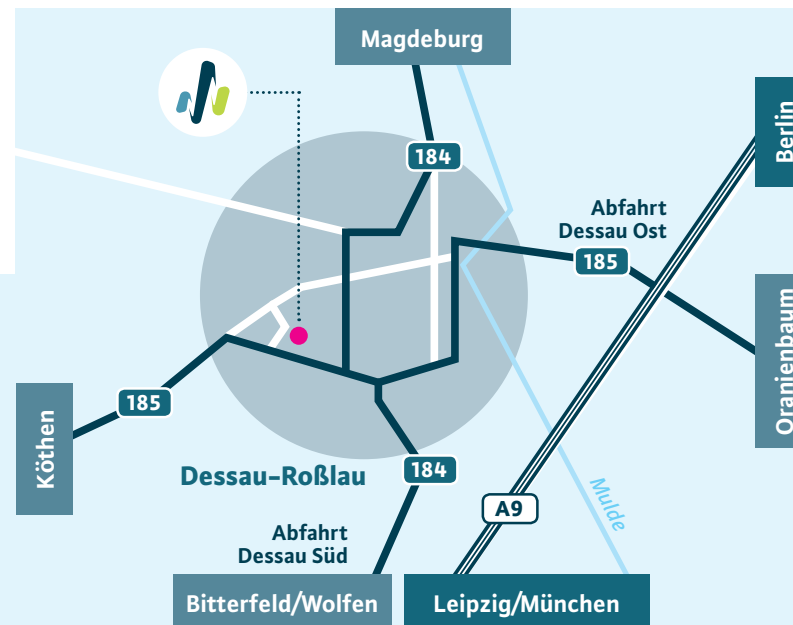 Magdeburg
184
Berlin
Abfahrt
Dessau Ost
185
Oranienbaum
Köthen
185
Dessau-Roßlau
184
Mulde
A9
Abfahrt
Dessau Süd
Bitterfeld/Wolfen
Leipzig/München